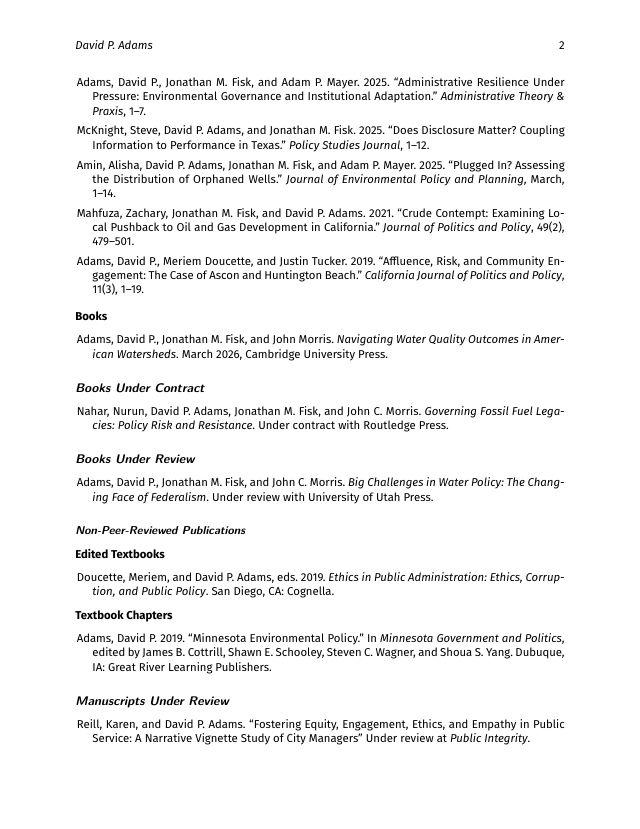 David P. Adams 2
Adams, David P., Jonathan M. Fisk, and Adam P. Mayer. 2025. “Administrative Resilience Under
Pressure: Environmental Governance and Institutional Adaptation.” Administrative Theory &
Praxis, 1–7.
McKnight, Steve, David P. Adams, and Jonathan M. Fisk. 2025. “Does Disclosure Matter? Coupling
Information to Performance in Texas.” Policy Studies Journal, 1–12.
Amin, Alisha, David P. Adams, Jonathan M. Fisk, and Adam P. Mayer. 2025. “Plugged In? Assessing
the Distribution of Orphaned Wells.” Journal of Environmental Policy and Planning, March,
1–14.
Mahfuza, Zachary, Jonathan M. Fisk, and David P. Adams. 2021. “Crude Contempt: Examining Lo-
cal Pushback to Oil and Gas Development in California.” Journal of Politics and Policy, 49(2),
479–501.
Adams, David P., Meriem Doucette, and Justin Tucker. 2019. “Affluence, Risk, and Community En-
gagement: The Case of Ascon and Huntington Beach.” California Journal of Politics and Policy,
11(3), 1–19.
Books
Adams, David P., Jonathan M. Fisk, and John Morris. Navigating Water Quality Outcomes in Amer-
ican Watersheds. March 2026, Cambridge University Press.
Books Under Contract
Nahar, Nurun, David P. Adams, Jonathan M. Fisk, and John C. Morris. Governing Fossil Fuel Lega-
cies: Policy Risk and Resistance. Under contract with Routledge Press.
Books Under Review
Adams, David P., Jonathan M. Fisk, and John C. Morris. Big Challenges in Water Policy: The Chang-
ing Face of Federalism. Under review with University of Utah Press.
Non-Peer-Reviewed Publications
Edited Textbooks
Doucette, Meriem, and David P. Adams, eds. 2019. Ethics in Public Administration: Ethics, Corrup-
tion, and Public Policy. San Diego, CA: Cognella.
Textbook Chapters
Adams, David P. 2019. “Minnesota Environmental Policy.” In Minnesota Government and Politics,
edited by James B. Cottrill, Shawn E. Schooley, Steven C. Wagner, and Shoua S. Yang. Dubuque,
IA: Great River Learning Publishers.
Manuscripts Under Review
Reill, Karen, and David P. Adams. “Fostering Equity, Engagement, Ethics, and Empathy in Public
Service: A Narrative Vignette Study of City Managers” Under review at Public Integrity.